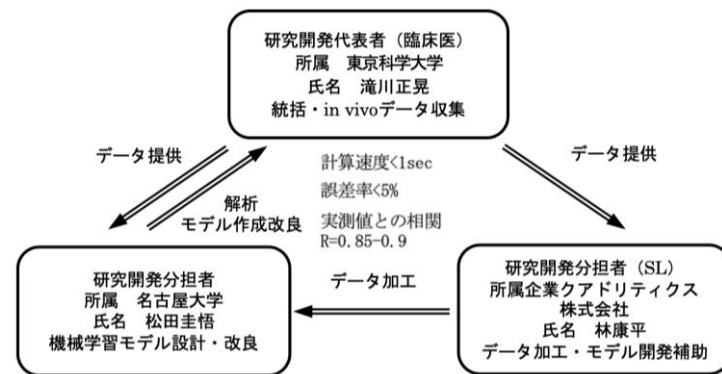 研究開発代表者（臨床医）
所属　東京科学大学
氏名　滝川正晃
統括・in vivoデータ収集
データ提供
計算速度<1sec
データ提供
誤差率<5%
解析
モデル作成改良
実測値との相関
R=0.85-0.9
研究開発分担者
所属　名古屋大学
氏名　松田圭悟
機械学習モデル設計・改良
データ加工
研究開発分担者（SL）
所属企業クアドリティクス
株式会社
氏名　林康平
データ加工・モデル開発補助